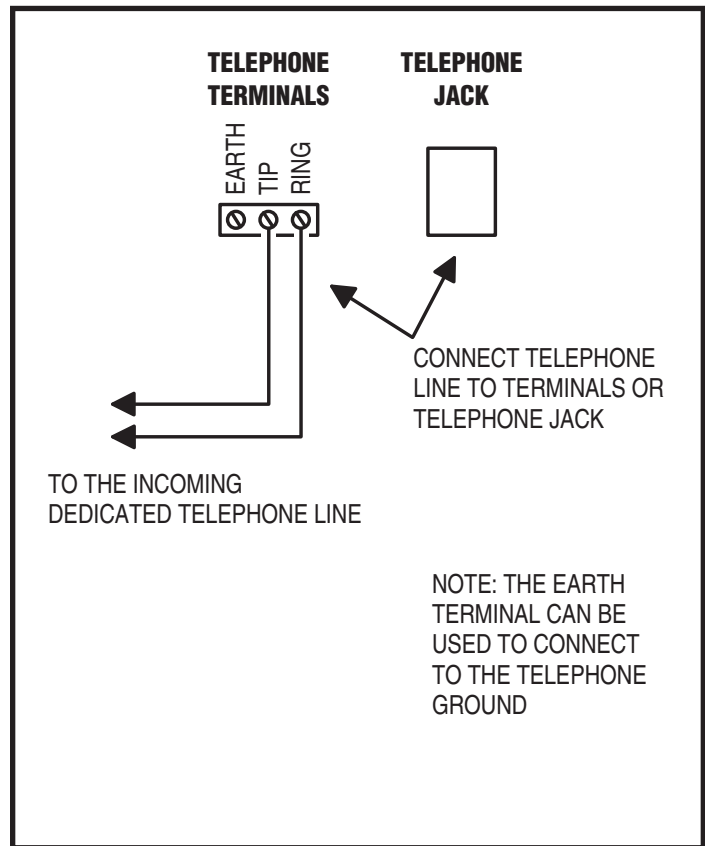 TELEPHONE
TERMINALS
TELEPHONE
JACK
EARTH
TIP
RING
CONNECT TELEPHONE
LINE TO TERMINALS OR
TELEPHONE JACK
TO THE INCOMING
DEDICATED TELEPHONE LINE
NOTE: THE EARTH
TERMINAL CAN BE
USED TO CONNECT
TO THE TELEPHONE
GROUND